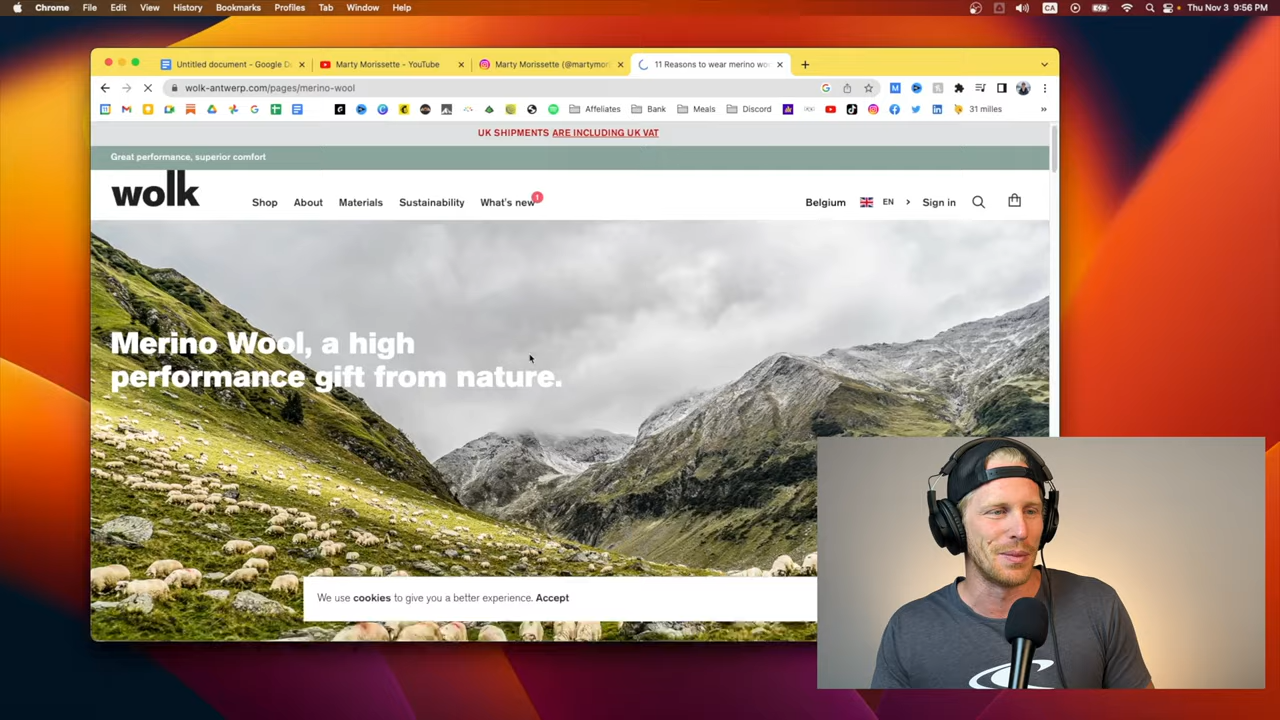 Chrome File Edit View History Bookmarks Profiles Tab Window Help
CA
Thu Nov 3 9:56 PM
Untitled document - Google D
Marty Morissette - YouTube
Marty Morissette (@martymor
11 Reasons to wear merino wo
wolk-antwerp.com/pages/merino-wool
Affeliates Bank Meals Discord 31 milles
UK SHIPMENTS ARE INCLUDING UK VAT
Great performance, superior comfort
wolk
Shop About Materials Sustainability What's new 1
Belgium EN > Sign in
Merino Wool, a high
performance gift from nature.
We use cookies to give you a better experience. Accept